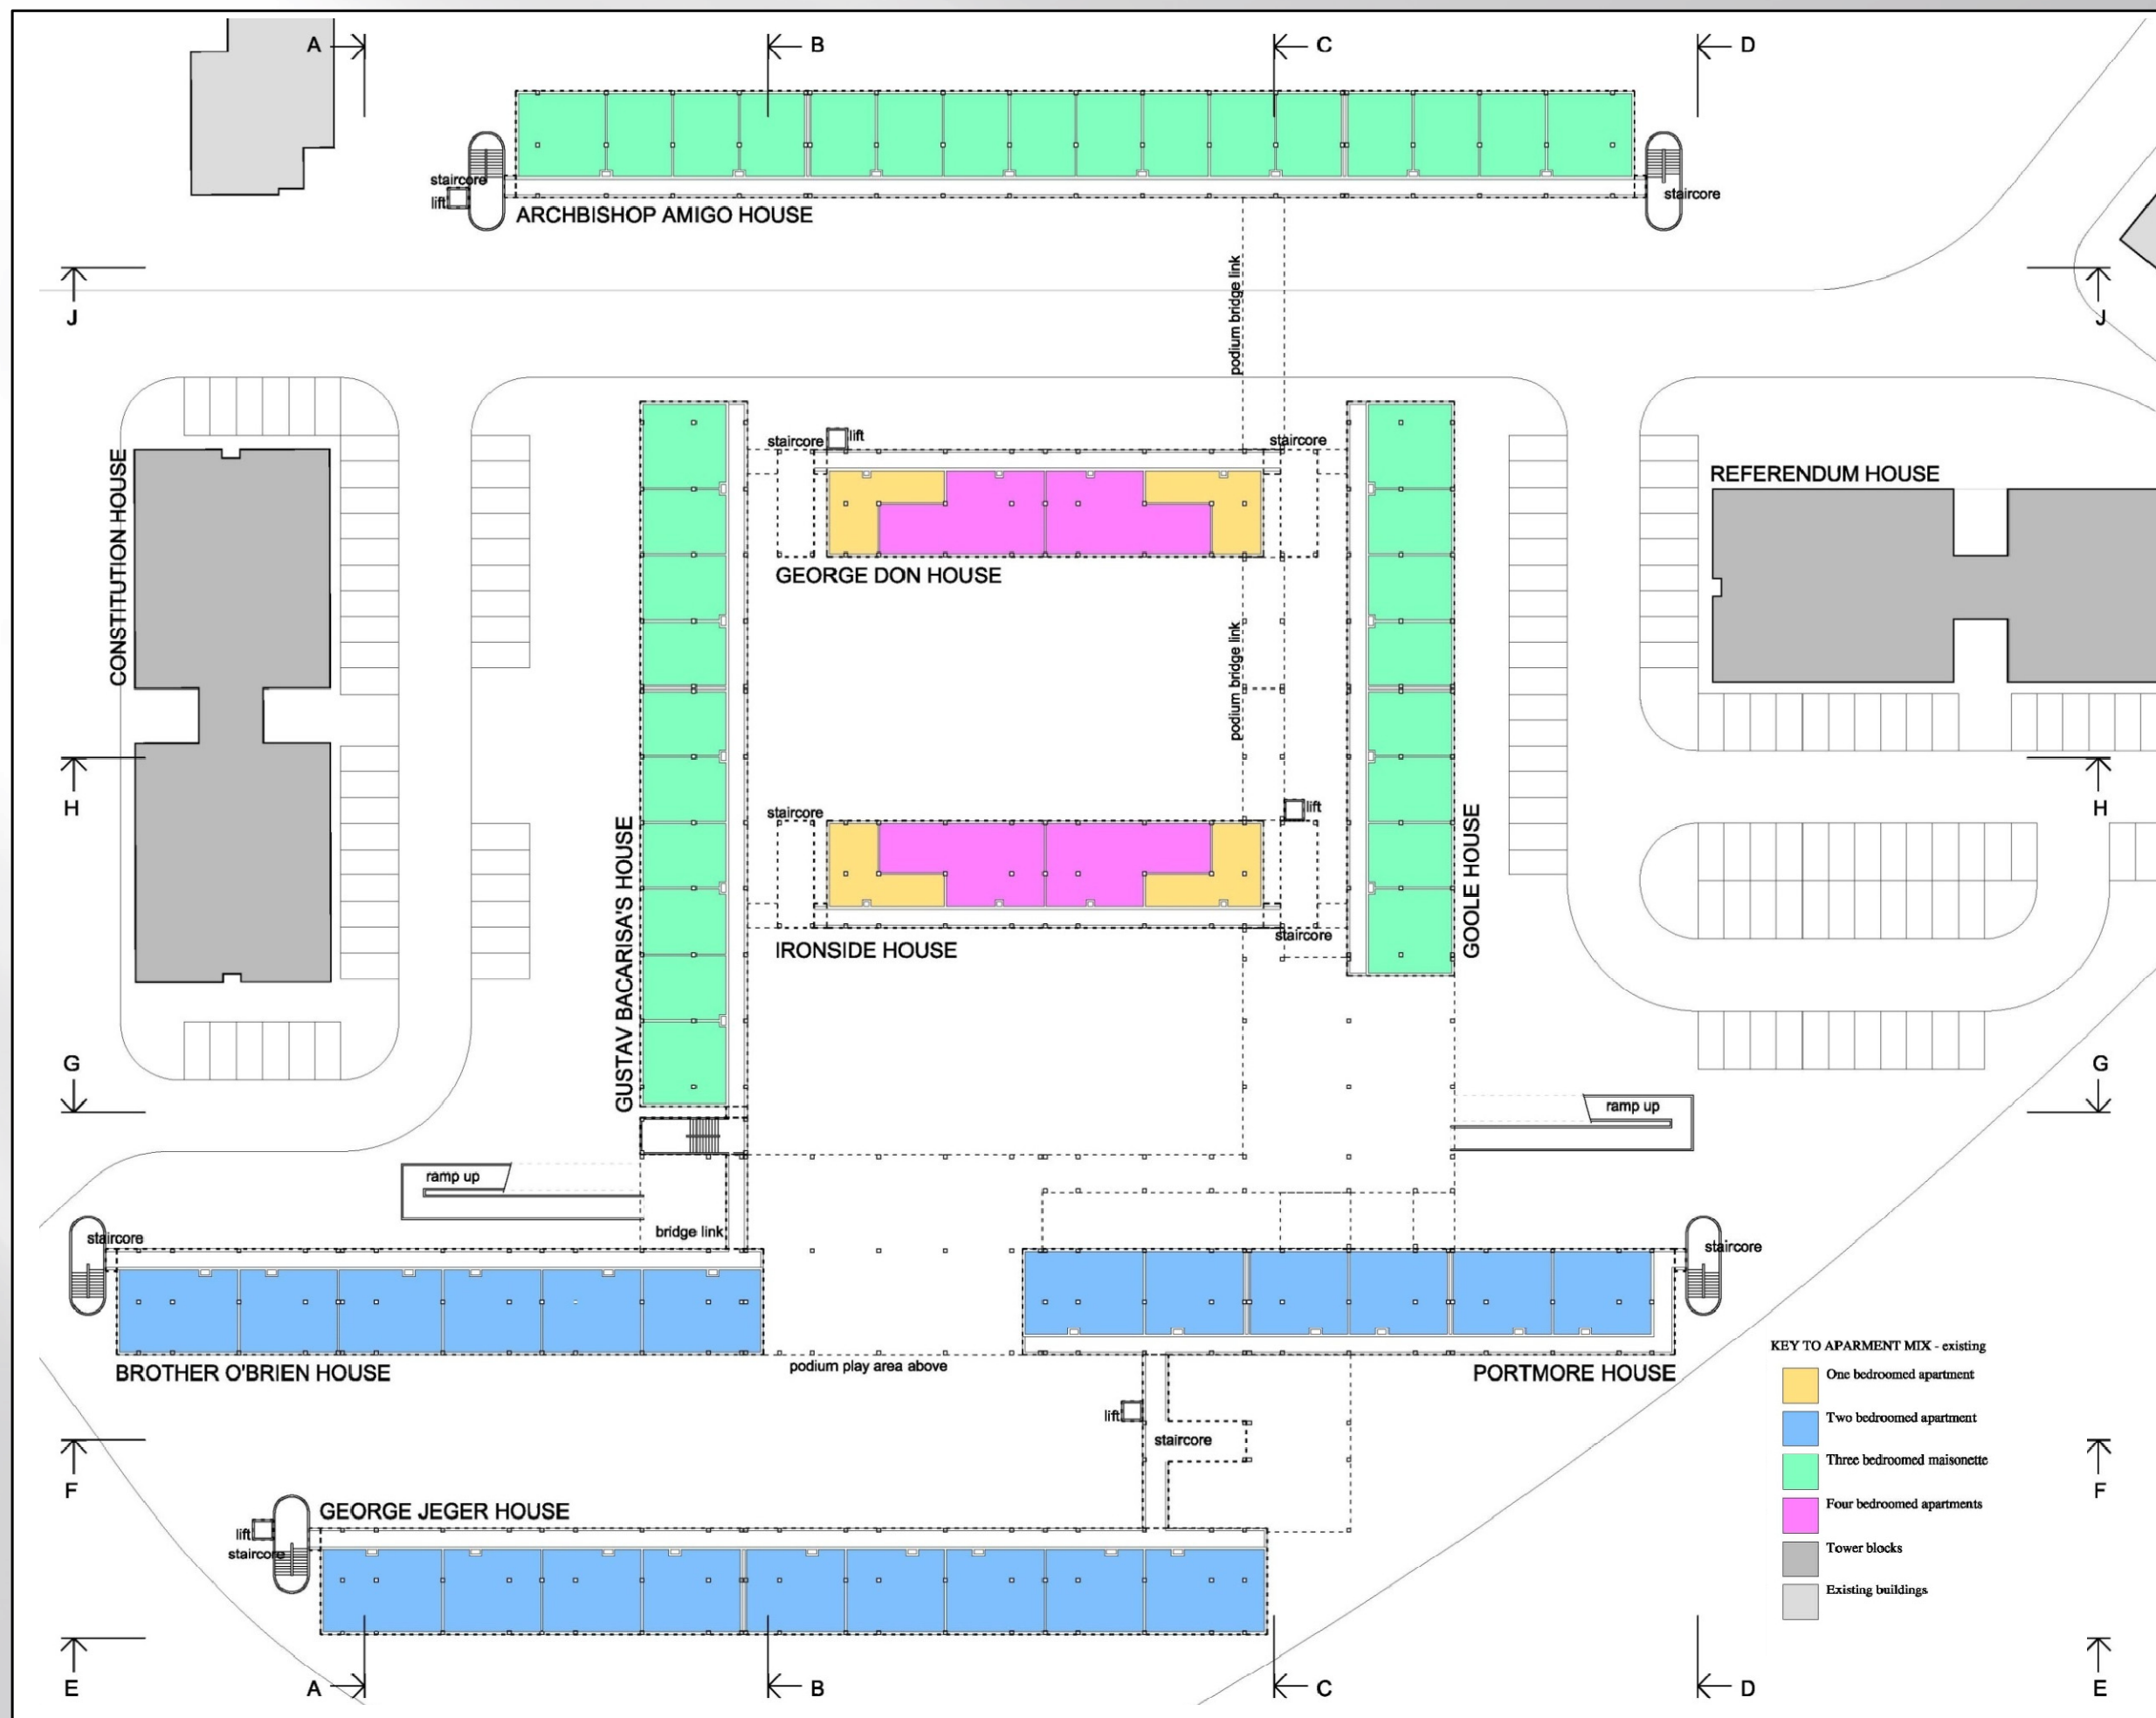 A
B
C
D
staircore
lift
staircore
ARCHBISHOP AMIGO HOUSE
podium bridge link
J
J
CONSTITUTION HOUSE
staircore
lift
staircore
REFERENDUM HOUSE
GEORGE DON HOUSE
podium bridge link
H
H
staircore
lift
GUSTAV BACARISA'S HOUSE
GOOLE HOUSE
staircore
IRONSIDE HOUSE
G
G
ramp up
ramp up
bridge link
staircore
staircore
BROTHER O'BRIEN HOUSE
podium play area above
PORTMORE HOUSE
KEY TO APARMENT MIX - existing
One bedroomed apartment
Two bedroomed apartment
Three bedroomed maisonette
Four bedroomed apartments
Tower blocks
Existing buildings
lift
staircore
F
F
GEORGE JEGER HOUSE
lift
staircore
E
E
A
B
C
D